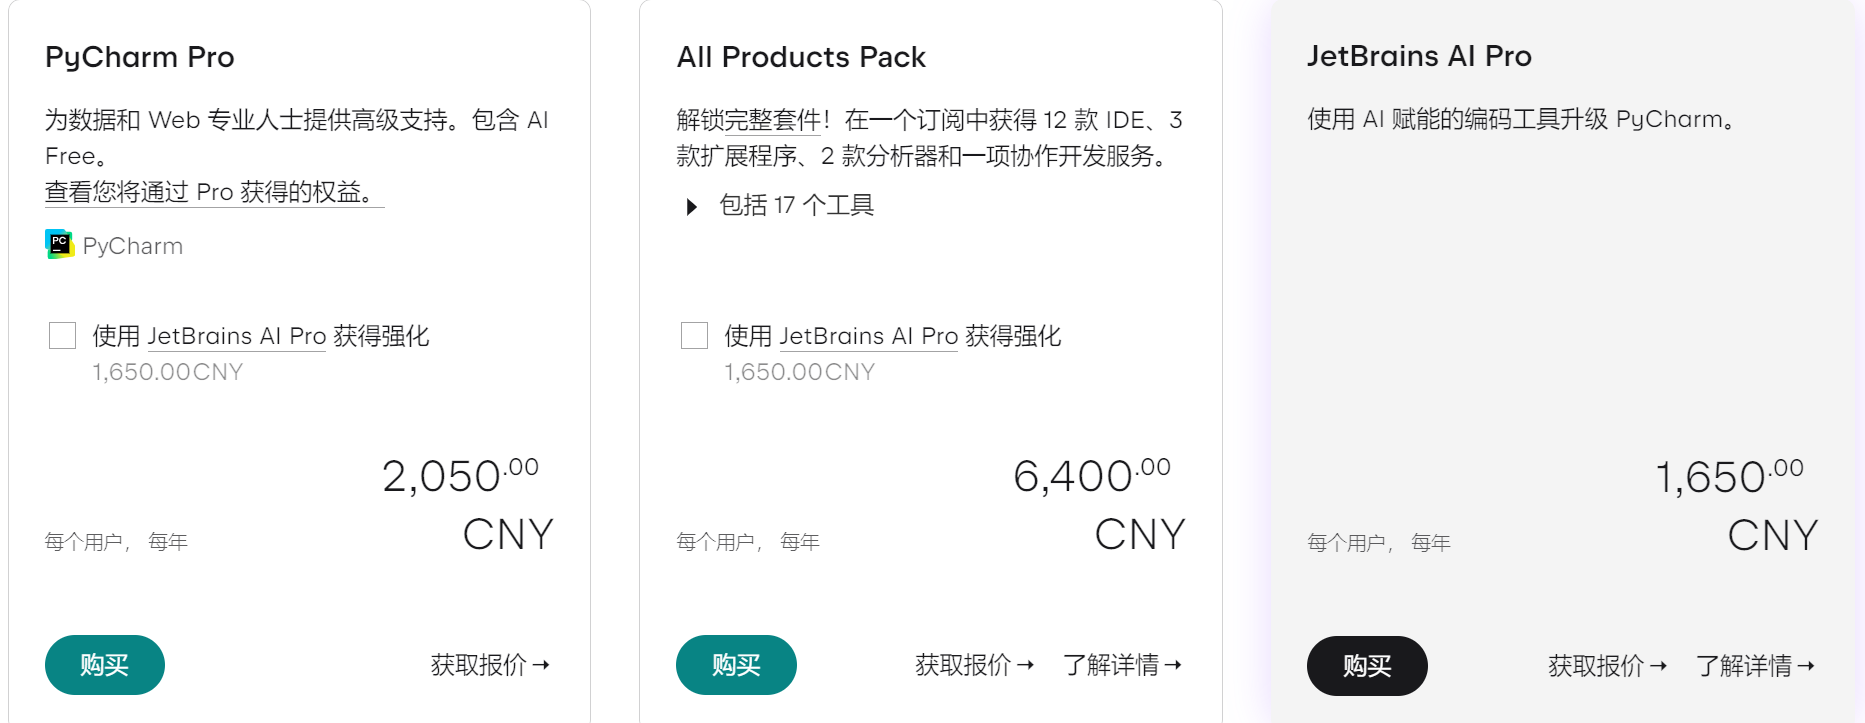 PyCharm Pro
为数据和 Web 专业人士提供高级支持。包含 AI
Free。
查看您将通过 Pro 获得的权益。
PC
PyCharm
使用 JetBrains AI Pro 获得强化
1,650.00CNY
2,050.00
CNY
每个用户， 每年
购买
获取报价→
All Products Pack
解锁完整套件！在一个订阅中获得 12 款 IDE、3
款扩展程序、2 款分析器和一项协作开发服务。
包括 17 个工具
使用 JetBrains AI Pro 获得强化
1,650.00CNY
6,400.00
CNY
每个用户， 每年
购买
获取报价→ 了解详情→
JetBrains AI Pro
使用 AI 赋能的编码工具升级 PyCharm。
1,650.00
CNY
每个用户， 每年
购买
获取报价→ 了解详情→